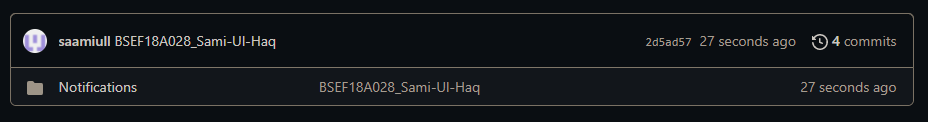 saamiull BSEF18A028_Sami-Ul-Haq 2d5ad57 27 seconds ago 4 commits
Notifications BSEF18A028_Sami-Ul-Haq 27 seconds ago